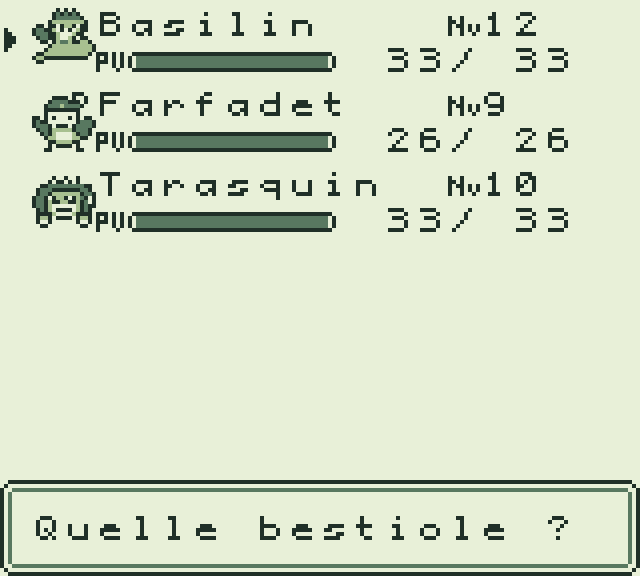 Basilin Nv12
PV 33/ 33
Farfadet Nv9
PV 26/ 26
Tarasquin Nv10
PV 33/ 33
Quelle bestiole ?